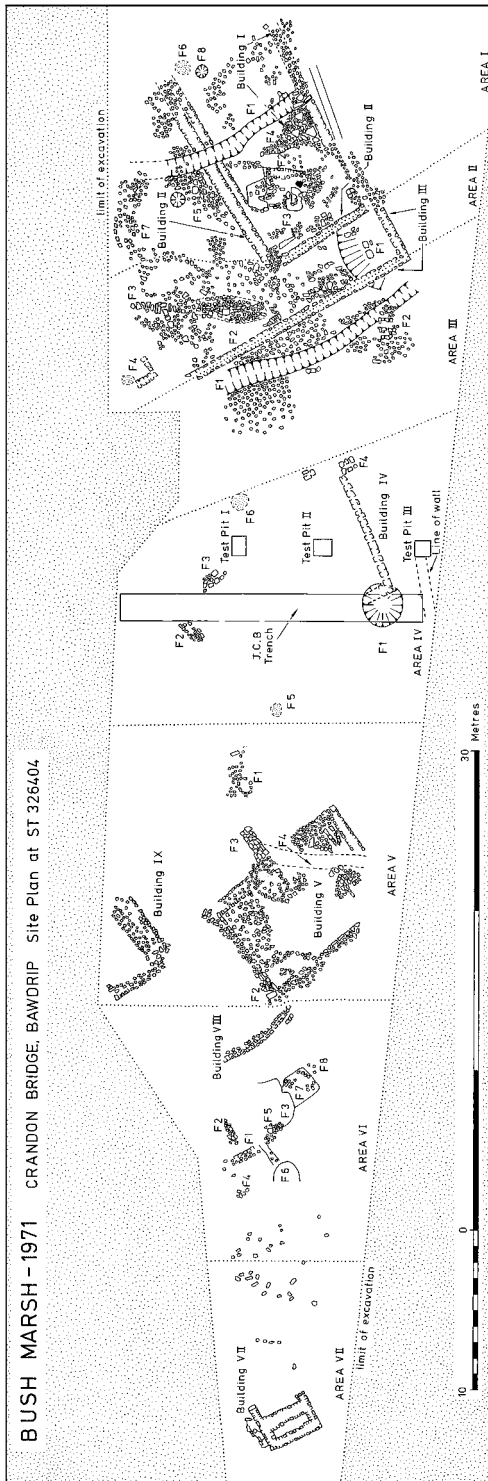 BUSH MARSH - 1971 CRANDON BRIDGE, BAWDRIP Site Plan at ST 326404
Building VII
AREA VII
limit of excavation
F4
F2
F1
F5
F3
F6
F7
F8
AREA VI
Building VIII
Building IX
F2
F3
F1
F4
Building V
AREA V
F5
F2
F3
J.C.B
Trench
F1
AREA IV
Test Pit I
F6
Test Pit II
Building IV
F4
Test Pit III
Line of wall
F4
F3
F1
F2
F2
AREA III
limit of excavation
F7
Building II
F5
F3
F1
Building III
AREA II
F1
F4
Building II
Building I
F6
F8
AREA I
10
0
30
Metres